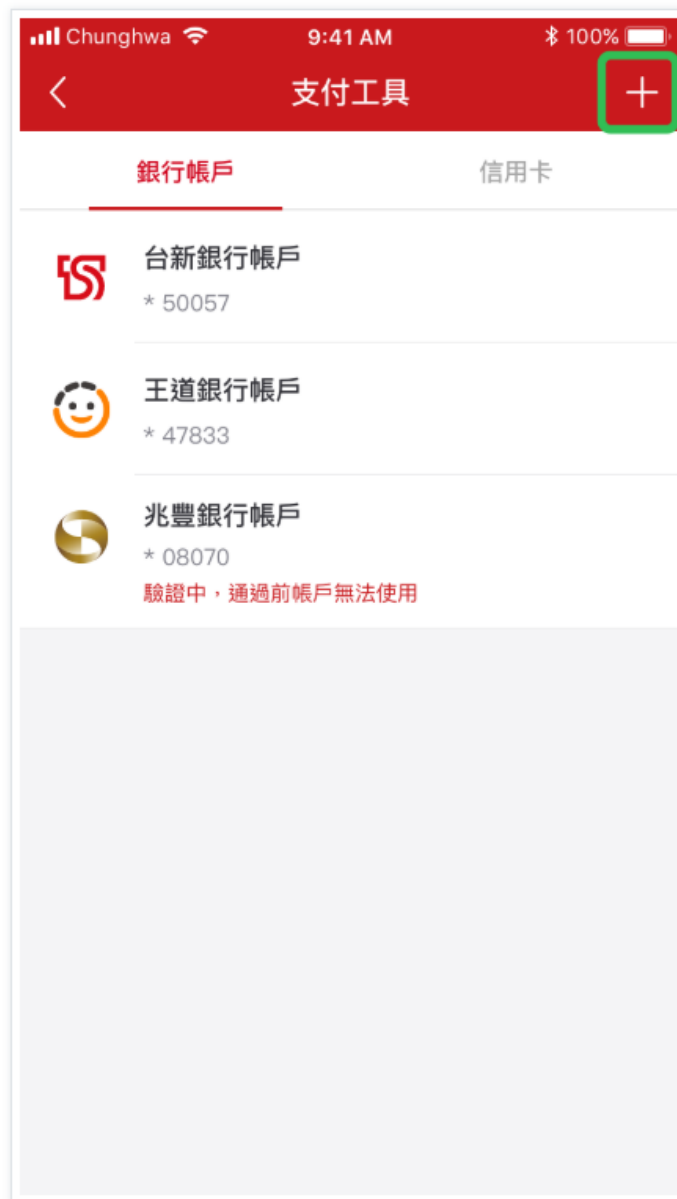 Chunghwa 9:41 AM 100%
支付工具
銀行帳戶 信用卡
台新銀行帳戶
* 50057
王道銀行帳戶
* 47833
兆豐銀行帳戶
* 08070
驗證中，通過前帳戶無法使用